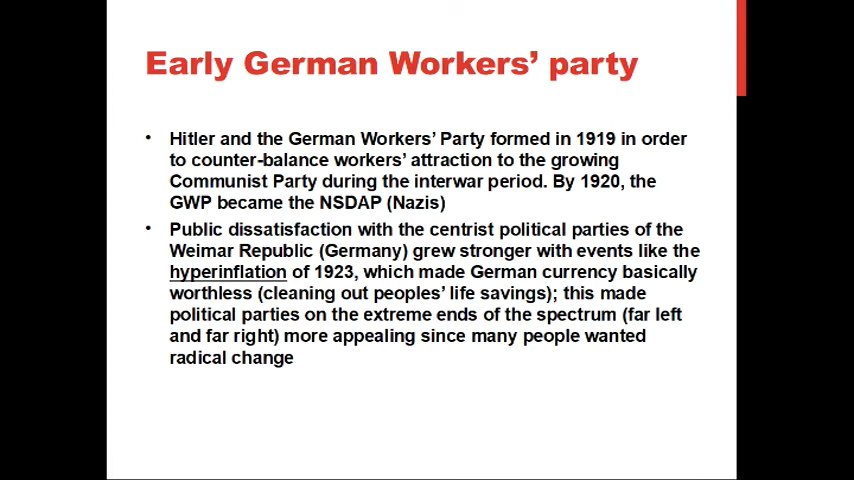 Early German Workers’ party
• Hitler and the German Workers’ Party formed in 1919 in order
to counter-balance workers’ attraction to the growing
Communist Party during the interwar period. By 1920, the
GWP became the NSDAP (Nazis)
• Public dissatisfaction with the centrist political parties of the
Weimar Republic (Germany) grew stronger with events like the
hyperinflation of 1923, which made German currency basically
worthless (cleaning out peoples’ life savings); this made
political parties on the extreme ends of the spectrum (far left
and far right) more appealing since many people wanted
radical change